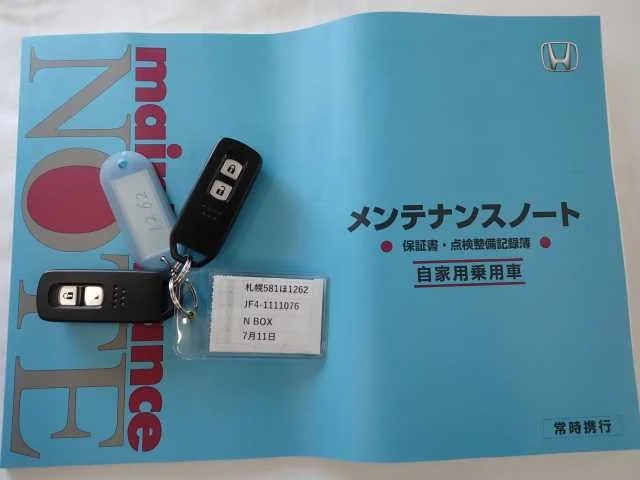 maintenance
NOTE
1262
札幌581ほ1262
JF4-1111076
N BOX
7月11日
メンテナンスノート
● 保証書・点検整備記録簿 ●
自家用乗用車
常時携行